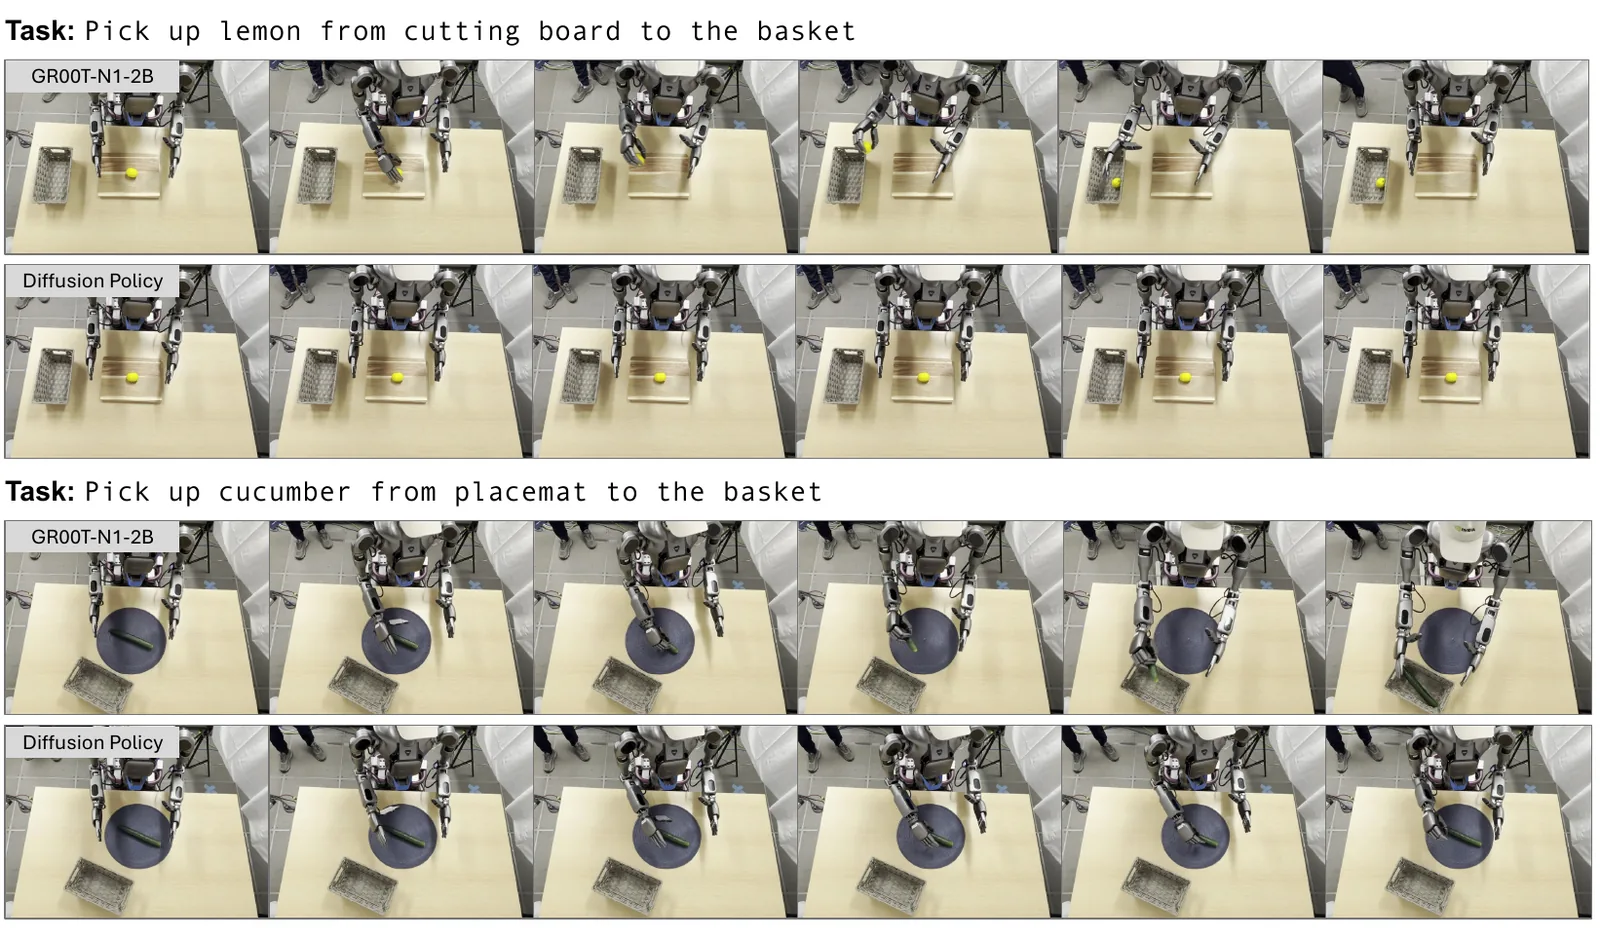 Task: Pick up lemon from cutting board to the basket
GR00T-N1-2B
Diffusion Policy
Task: Pick up cucumber from placemat to the basket
GR00T-N1-2B
Diffusion Policy